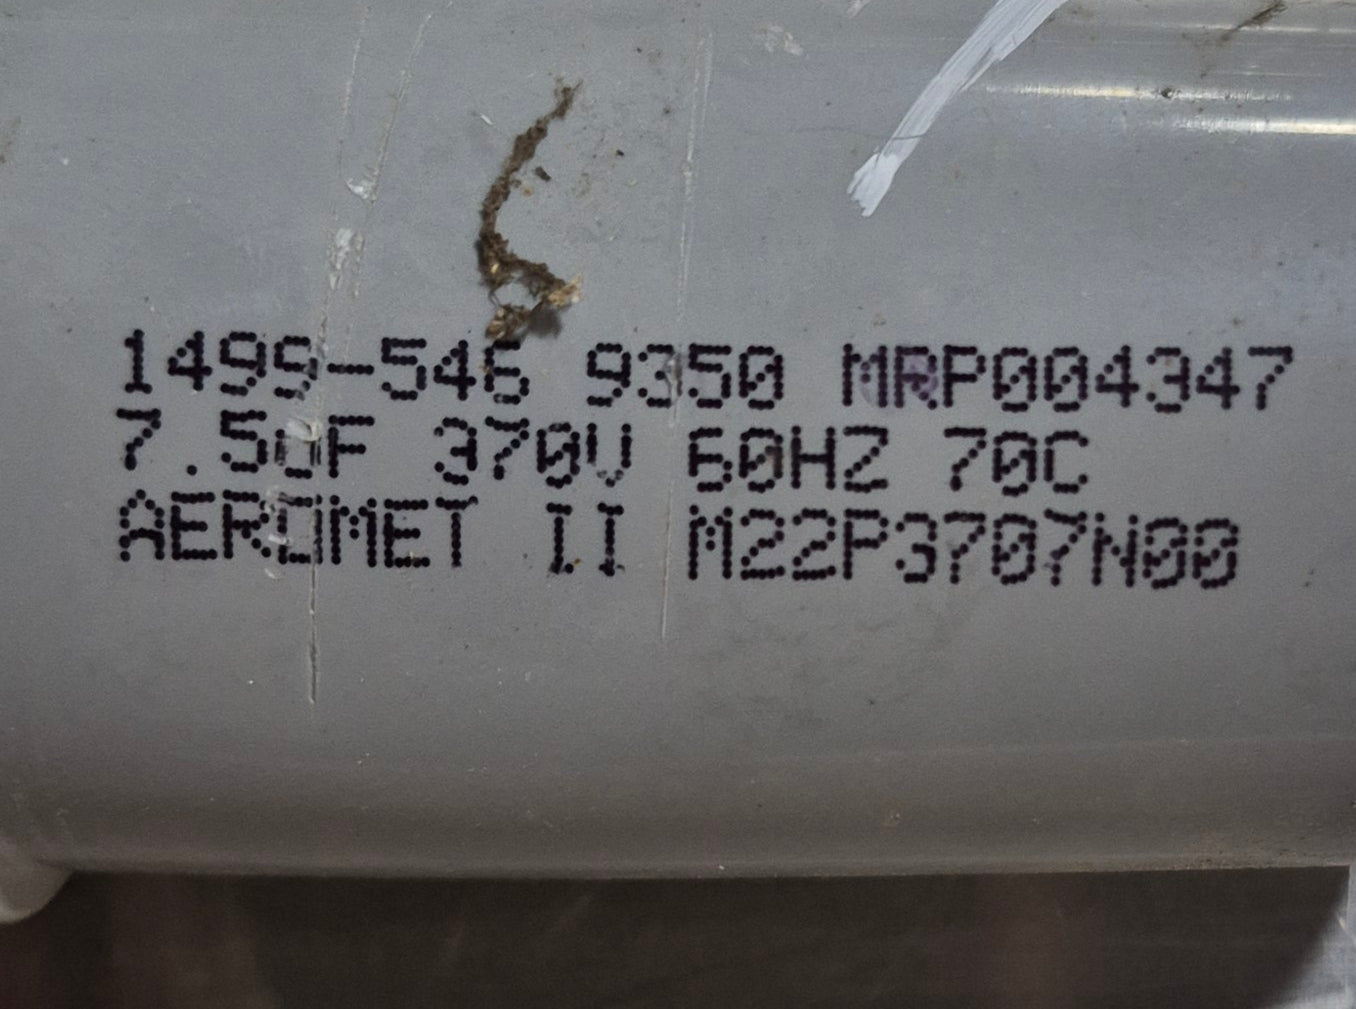 1499-546 9350 MRP004347
7.5uF 370V 60HZ 70C
AEROMET II M22P3707N00